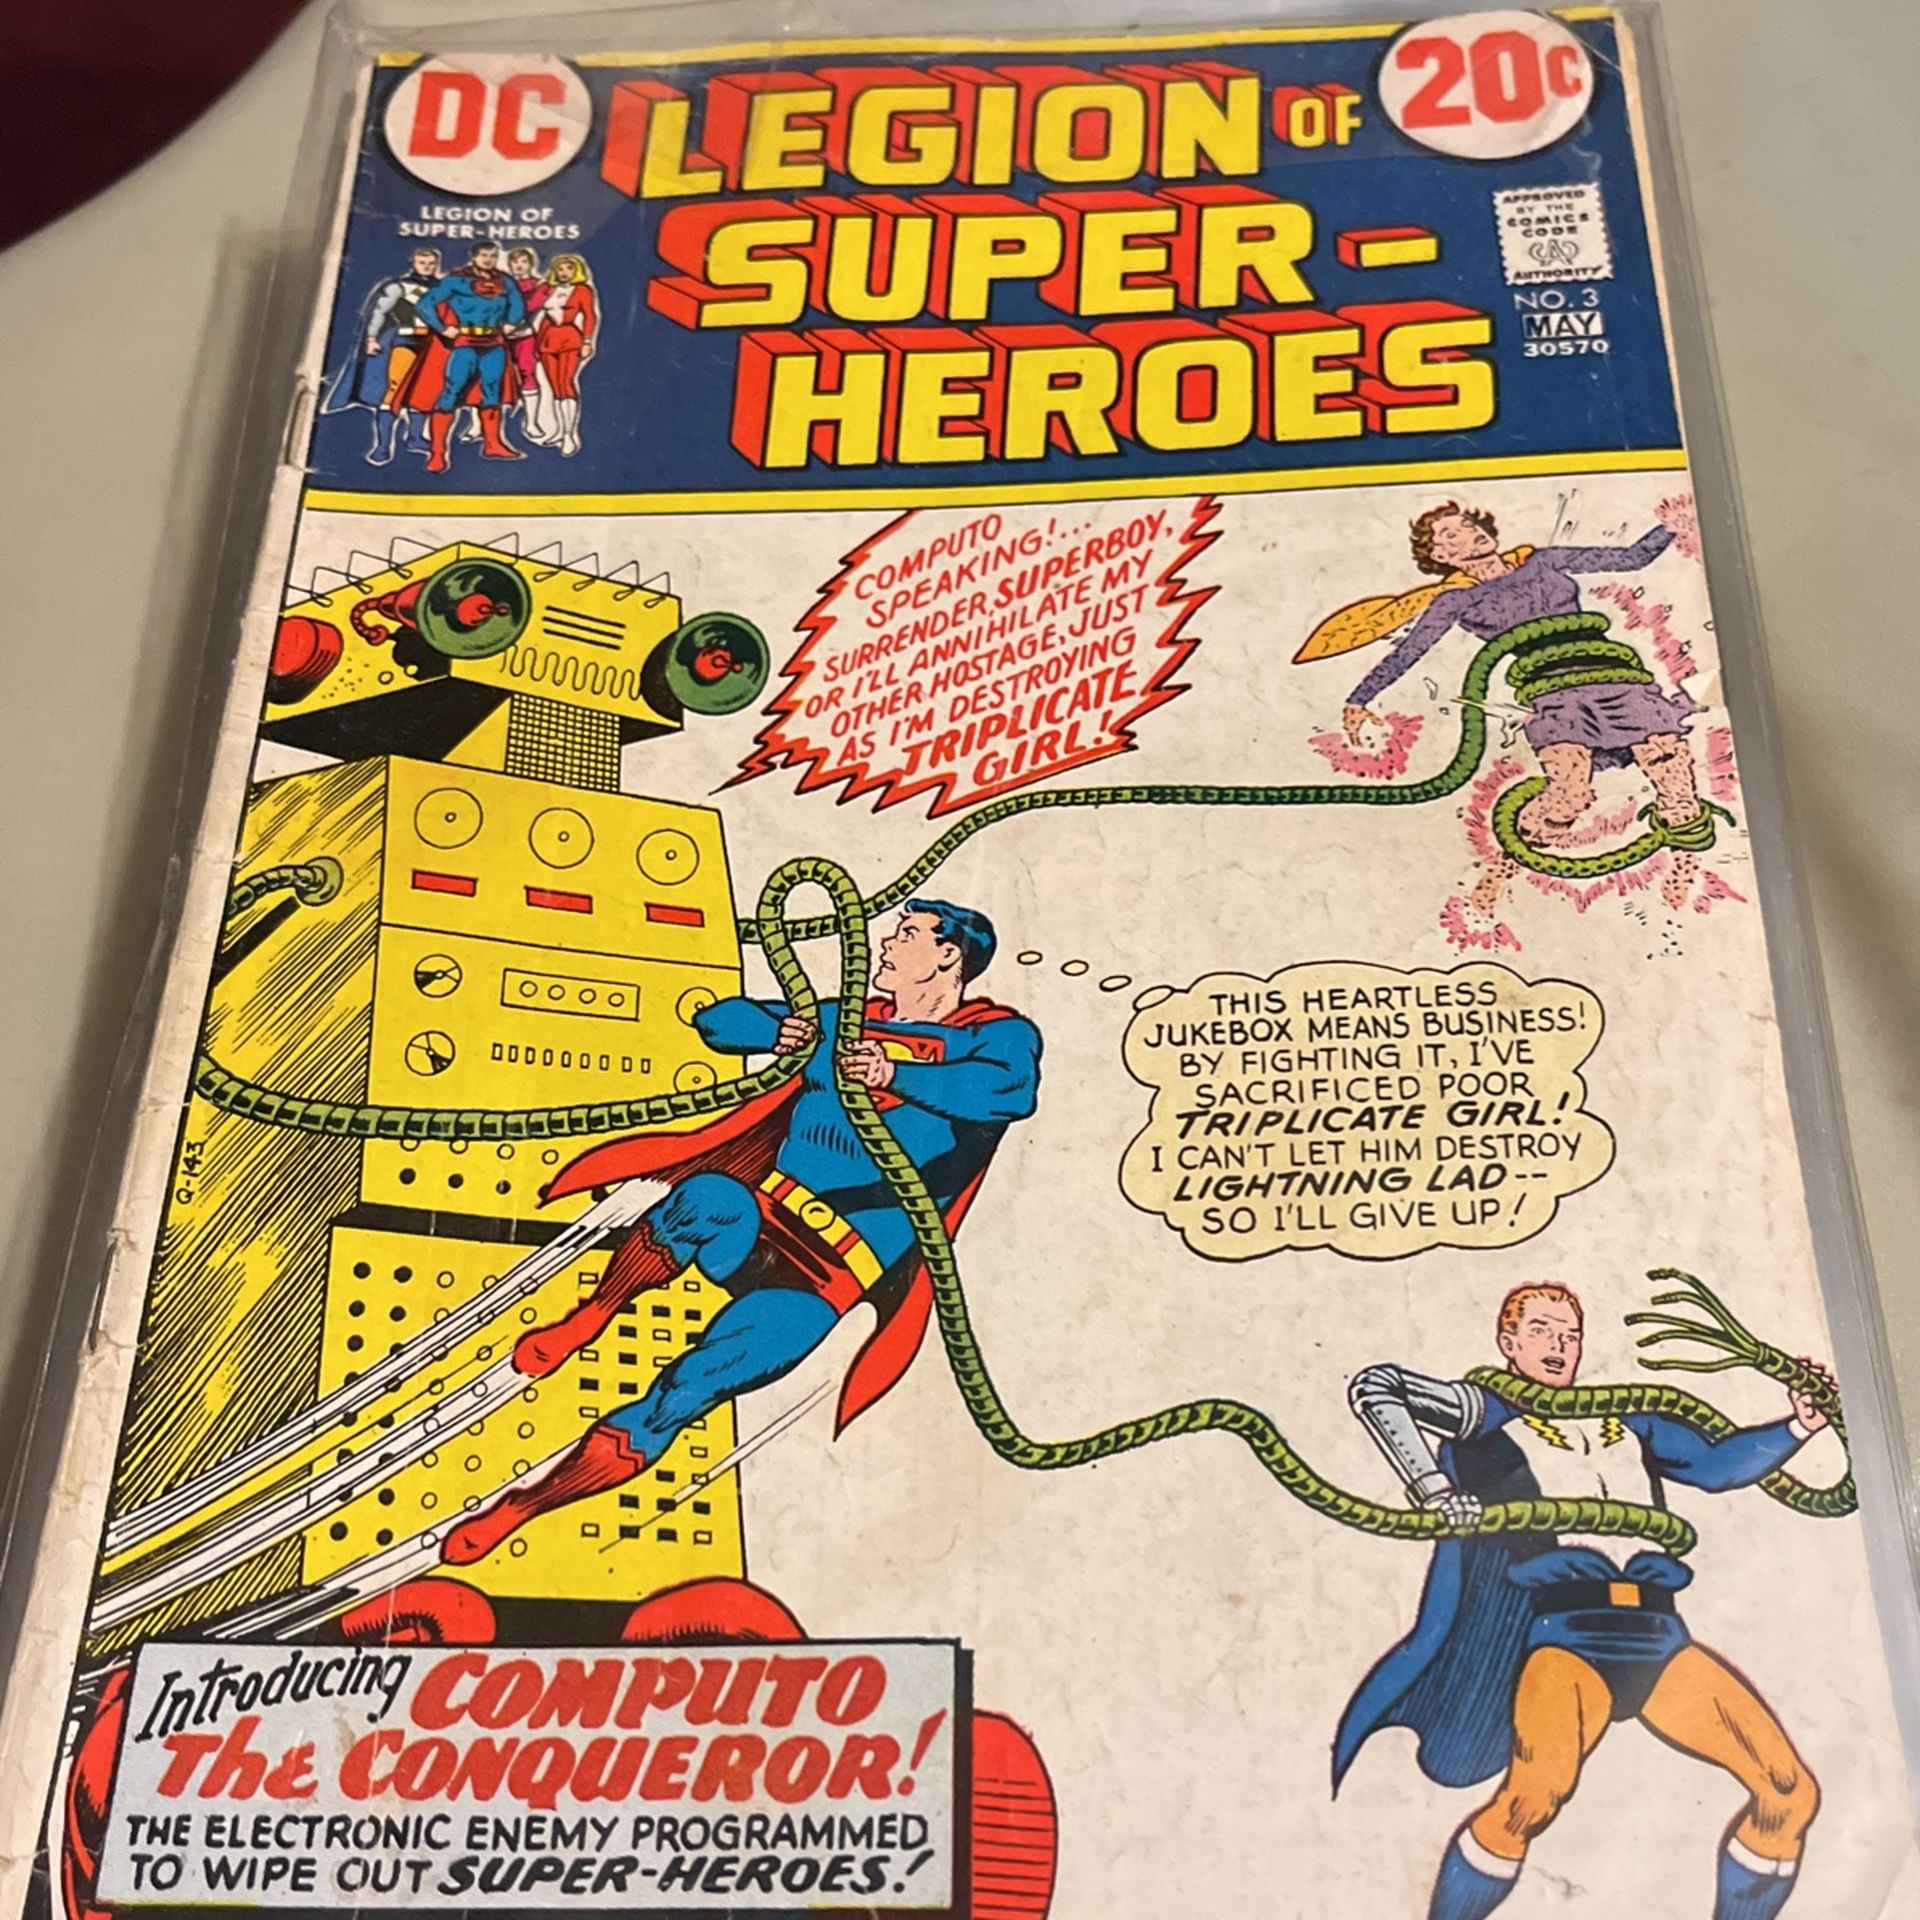 DC
LEGION OF
SUPER-
HEROES
20c
LEGION OF
SUPER-HEROES
APPROVED
BY THE
COMICS
CODE
CA
AUTHORITY
NO. 3
MAY
30570
COMPUTO
SPEAKING!...
SURRENDER, SUPERBOY,
OR I'LL ANNIHILATE MY
OTHER HOSTAGE, JUST
AS I'M DESTROYING
TRIPLICATE
GIRL!
THIS HEARTLESS
JUKEBOX MEANS BUSINESS!
BY FIGHTING IT, I'VE
SACRIFICED POOR
TRIPLICATE GIRL!
I CAN'T LET HIM DESTROY
LIGHTNING LAD--
SO I'LL GIVE UP!
Q-143
Introducing COMPUTO
The CONQUEROR!
THE ELECTRONIC ENEMY PROGRAMMED
TO WIPE OUT SUPER-HEROES!